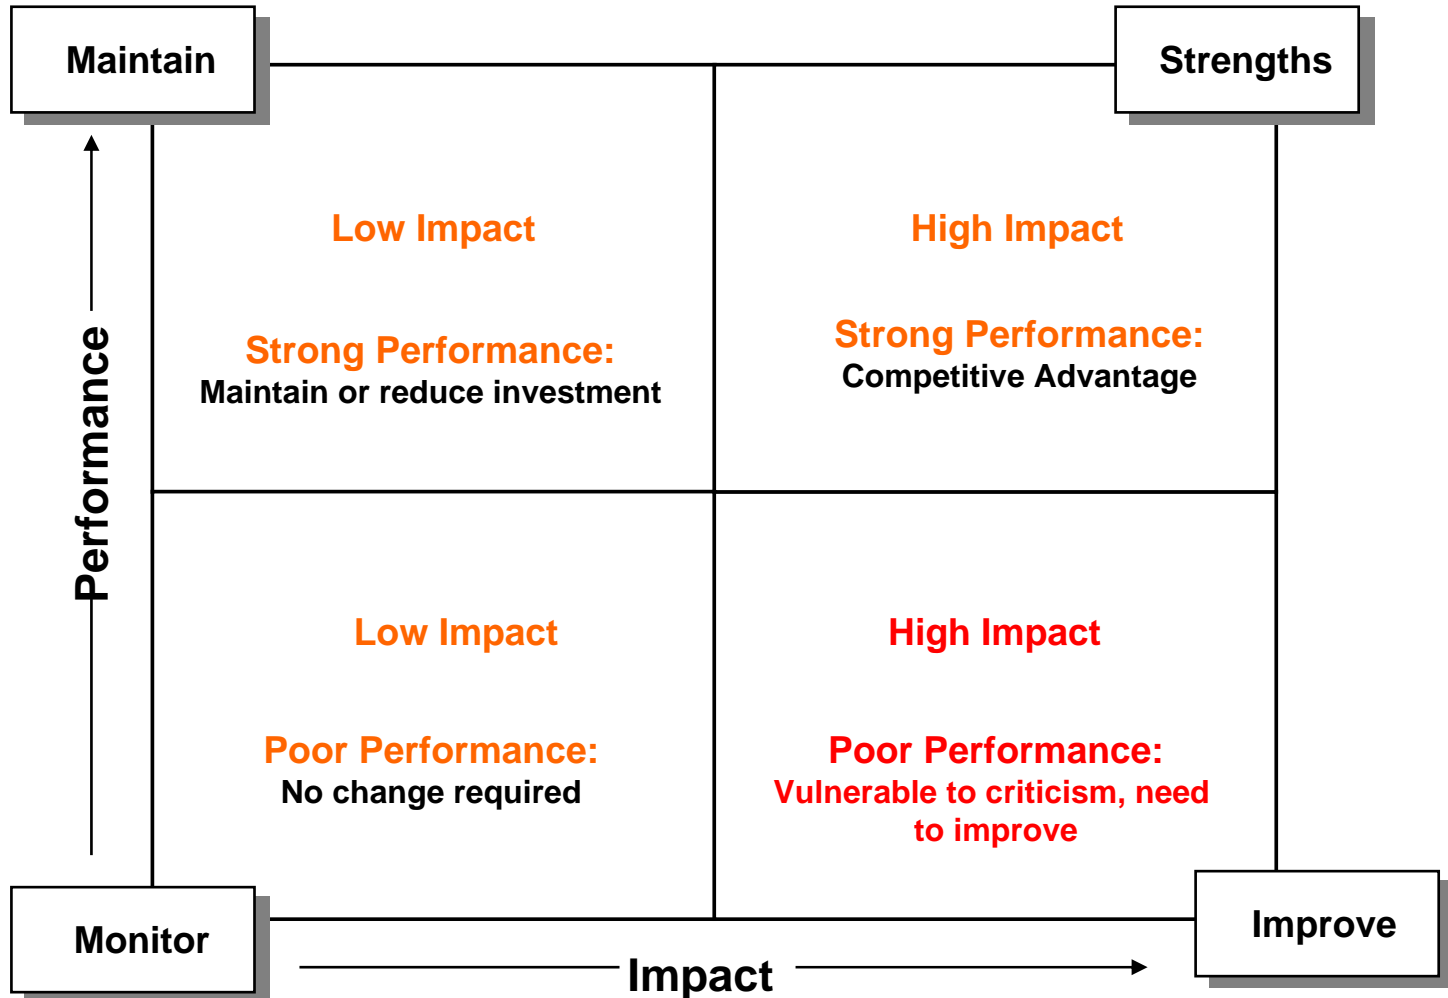 Maintain
Strengths
Low Impact
Strong Performance:
Maintain or reduce investment
High Impact
Strong Performance:
Competitive Advantage
Performance
Low Impact
Poor Performance:
No change required
High Impact
Poor Performance:
Vulnerable to criticism, need
to improve
Monitor
Impact
Improve